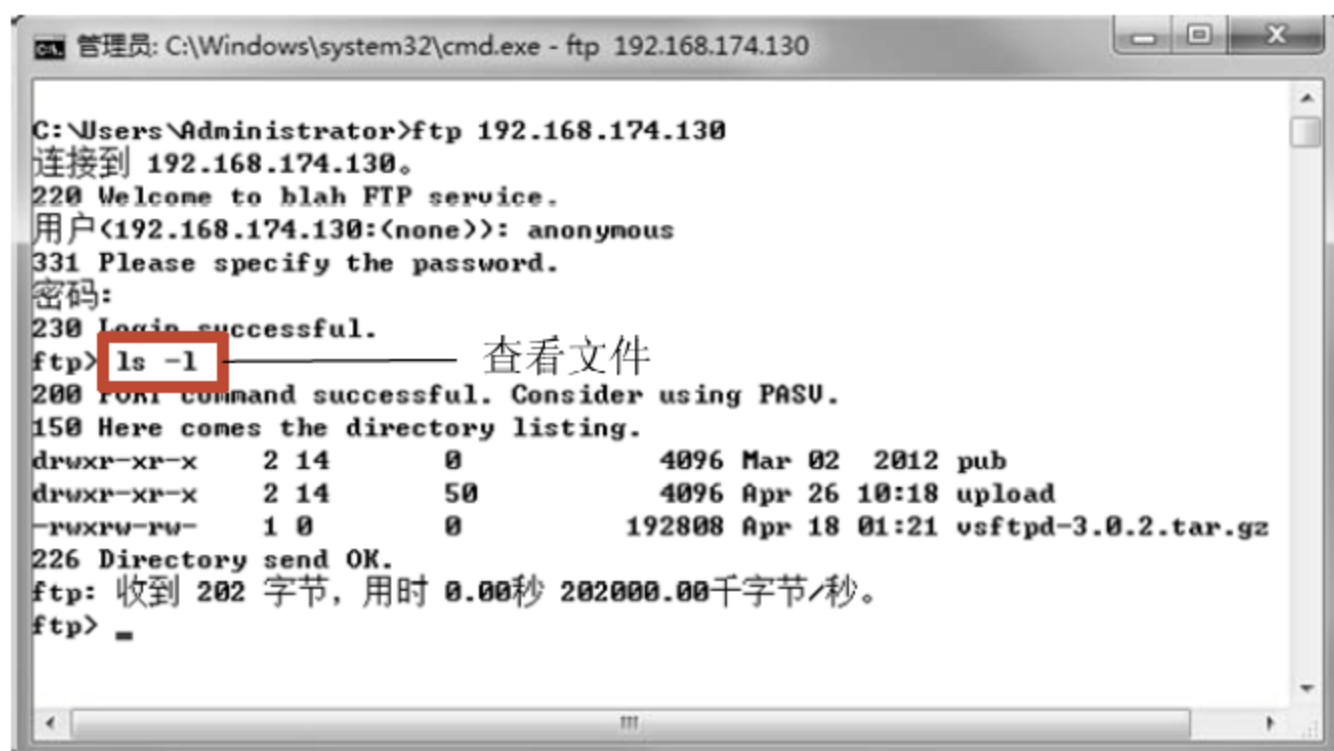 管理员: C:\Windows\system32\cmd.exe - ftp 192.168.174.130
C:\Users\Administrator>ftp 192.168.174.130
连接到 192.168.174.130。
220 Welcome to blah FTP service.
用户(192.168.174.130:(none)): anonymous
331 Please specify the password.
密码:
230 Login successful.
ftp> ls -l 查看文件
200 PORT command successful. Consider using PASV.
150 Here comes the directory listing.
drwxr-xr-x 2 14 0 4096 Mar 02 2012 pub
drwxr-xr-x 2 14 50 4096 Apr 26 10:18 upload
-rwxrw-rw- 1 0 0 192808 Apr 18 01:21 vsftpd-3.0.2.tar.gz
226 Directory send OK.
ftp: 收到 202 字节，用时 0.00秒 202000.00千字节/秒。
ftp>